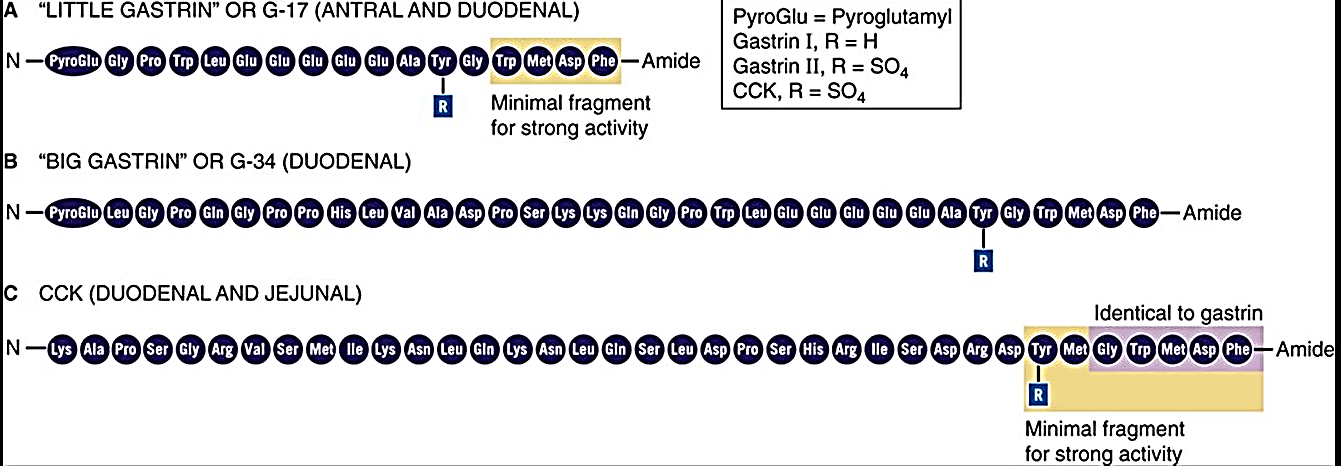 A "LITTLE GASTRIN" OR G-17 (ANTRAL AND DUODENAL)
N PyroGlu Gly Pro Trp Leu Glu Glu Glu Glu Glu Ala Tyr Gly Trp Met Asp Phe Amide
R
Minimal fragment
for strong activity
PyroGlu = Pyroglutamyl
Gastrin I, R = H
Gastrin II, R = SO₄
CCK, R = SO₄
B "BIG GASTRIN" OR G-34 (DUODENAL)
N PyroGlu Leu Gly Pro Gln Gly Pro Pro His Leu Val Ala Asp Pro Ser Lys Lys Gln Gly Pro Trp Leu Glu Glu Glu Glu Glu Ala Tyr Gly Trp Met Asp Phe Amide
R
C CCK (DUODENAL AND JEJUNAL)
Identical to gastrin
N Lys Ala Pro Ser Gly Arg Val Ser Met Ile Lys Asn Leu Gln Lys Asn Leu Gln Ser Leu Asp Pro Ser His Arg Ile Ser Asp Arg Asp Tyr Met Gly Trp Met Asp Phe Amide
R
Minimal fragment
for strong activity